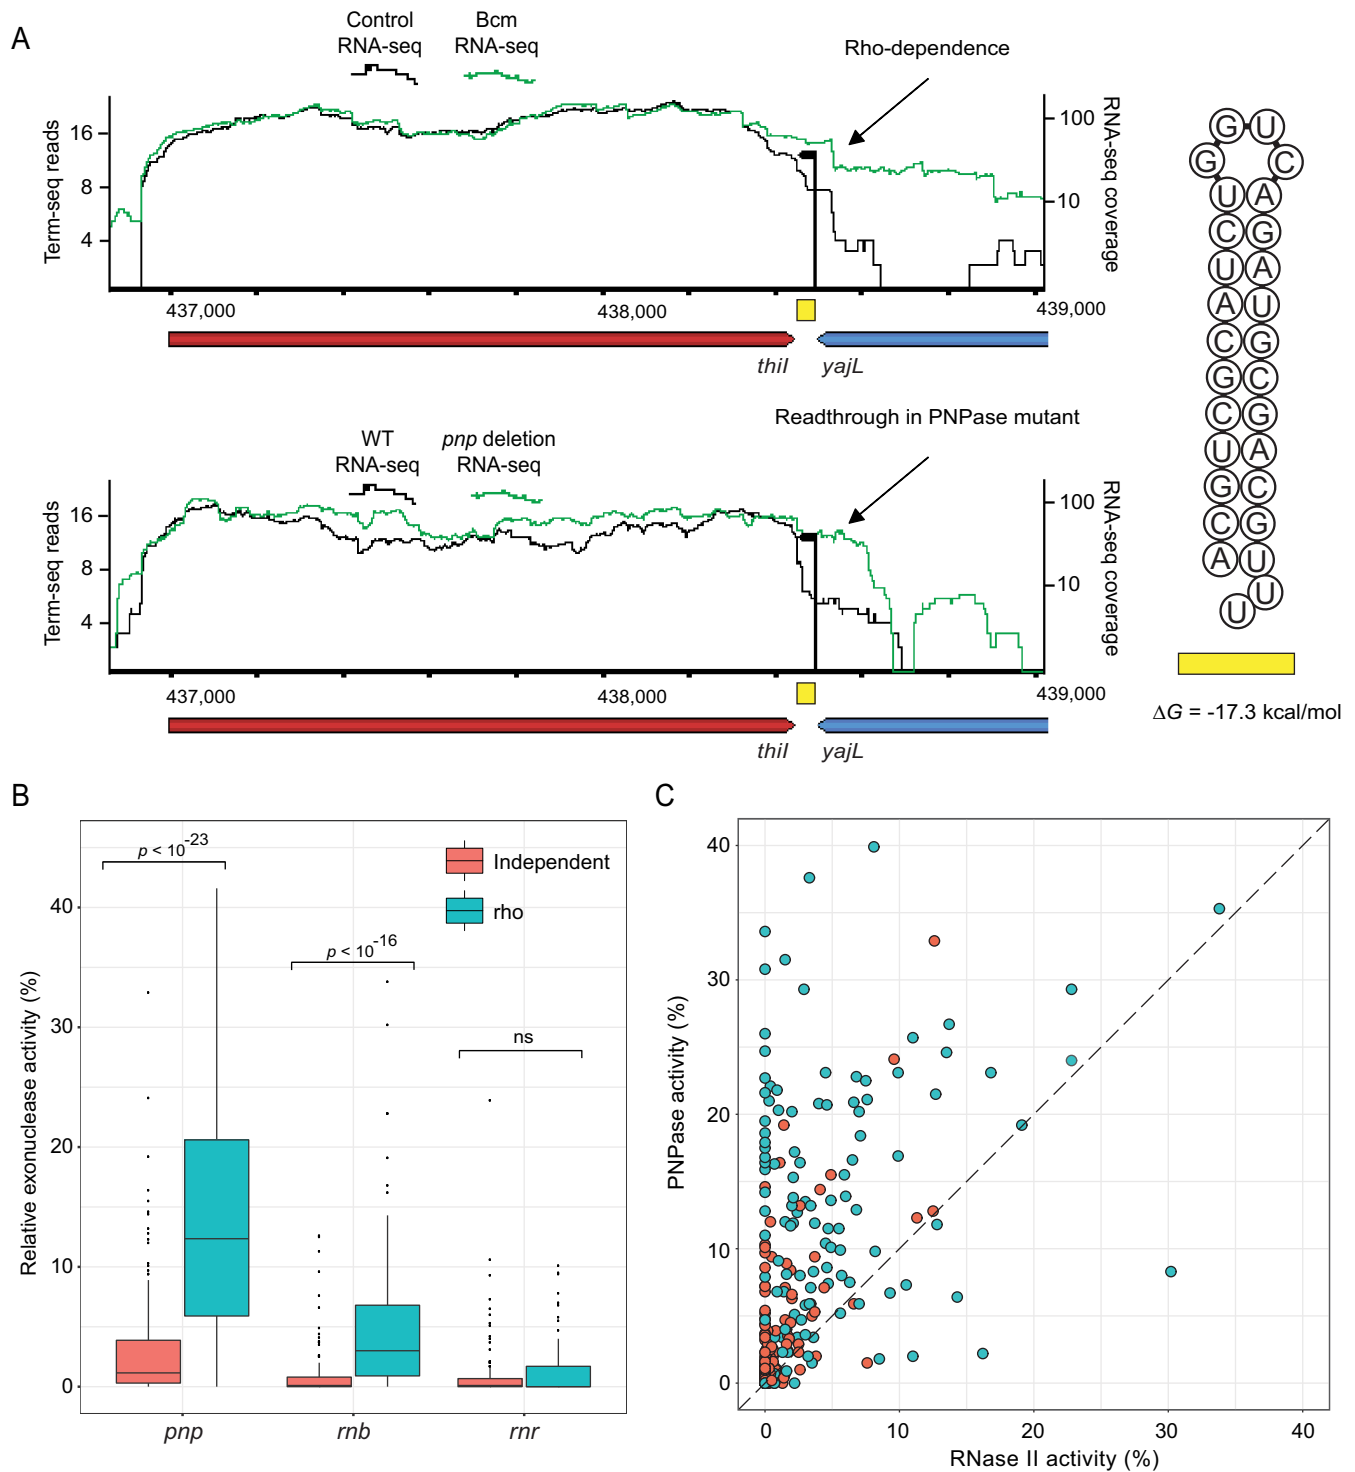 A
Control
RNA-seq
Bcm
RNA-seq
Rho-dependence
Term-seq reads
16
8
4
100
10
RNA-seq coverage
437,000
438,000
439,000
thiI
yajL
WT
RNA-seq
pnp deletion
RNA-seq
Readthrough in PNPase mutant
Term-seq reads
16
8
4
100
10
RNA-seq coverage
437,000
438,000
439,000
thiI
yajL
G U
G C
U A
C G
U A
A U
C G
G C
C G
U A
G C
C G
A U
U U
ΔG = -17.3 kcal/mol
B
p < 10^-23
Independent
rho
p < 10^-16
ns
Relative exonuclease activity (%)
40
30
20
10
0
pnp
rnb
rnr
C
PNPase activity (%)
40
30
20
10
0
0
10
20
30
40
RNase II activity (%)